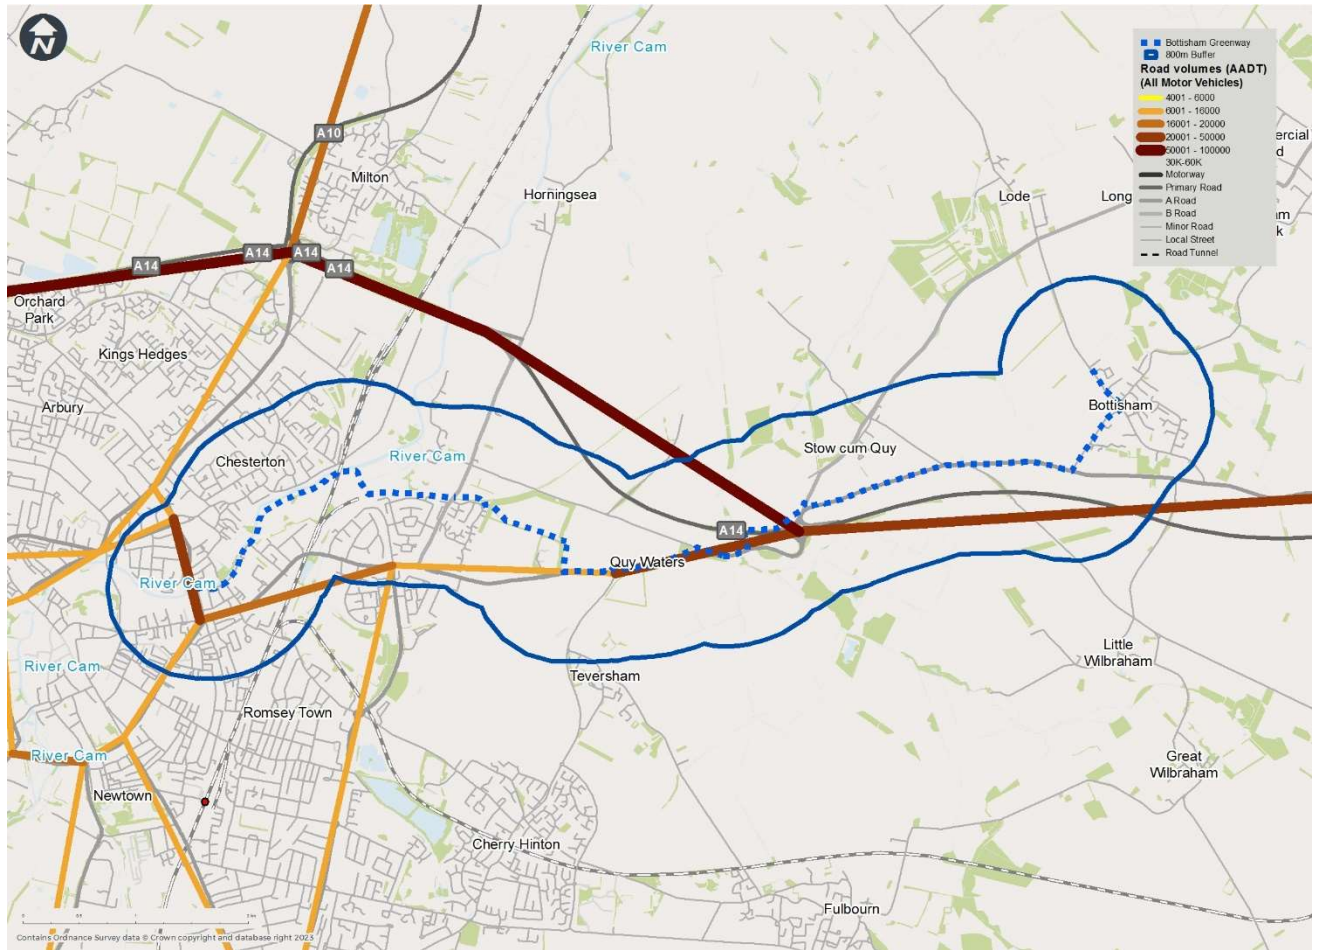 N
River Cam
Bottisham Greenway
800m Buffer
Road volumes (AADT)
(All Motor Vehicles)
4001 - 6000
6001 - 16000
16001 - 20000
20001 - 50000
50001 - 100000
30K-60K
Motorway
Primary Road
A Road
B Road
Minor Road
Local Street
Road Tunnel
ercial
d
am
k
A10
Milton
Horningsea
Lode
Long
A14
A14
A14
A14
Orchard
Park
Kings Hedges
Arbury
Bottisham
Chesterton
River Cam
Stow cum Quy
A14
Quy Waters
River Cam
Little
Wilbraham
River Cam
Teversham
Romsey Town
River Cam
Great
Wilbraham
Newtown
Cherry Hinton
Fulbourn
Contains Ordnance Survey data © Crown copyright and database right 2023